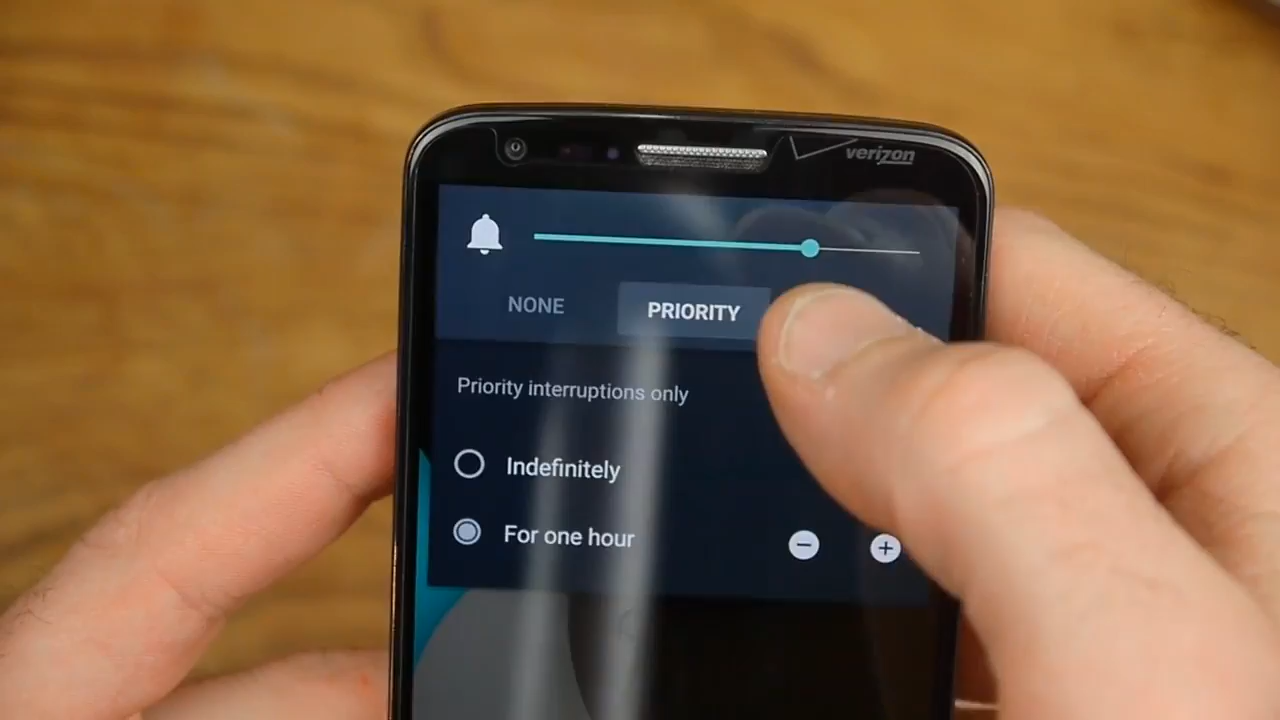 verizon
NONE PRIORITY
Priority interruptions only
Indefinitely
For one hour